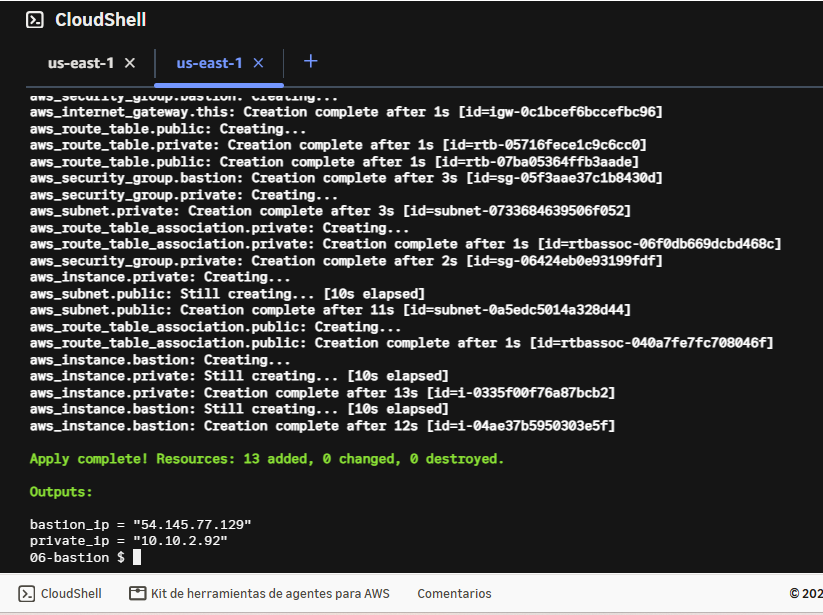 CloudShell
us-east-1
us-east-1
aws_security_group.bastion: Creating...
aws_internet_gateway.this: Creation complete after 1s [id=igw-0c1bcef6bccefbc96]
aws_route_table.public: Creating...
aws_route_table.private: Creation complete after 1s [id=rtb-05716fece1c9c6cc0]
aws_route_table.public: Creation complete after 1s [id=rtb-07ba05364ffb3aade]
aws_security_group.bastion: Creation complete after 3s [id=sg-05f3aae37c1b8430d]
aws_security_group.private: Creating...
aws_subnet.private: Creation complete after 3s [id=subnet-0733684639506f052]
aws_route_table_association.private: Creating...
aws_route_table_association.private: Creation complete after 1s [id=rtbassoc-06f0db669dcbd468c]
aws_security_group.private: Creation complete after 2s [id=sg-06424eb0e93199fdf]
aws_instance.private: Creating...
aws_subnet.public: Still creating... [10s elapsed]
aws_subnet.public: Creation complete after 11s [id=subnet-0a5edc5014a328d44]
aws_route_table_association.public: Creating...
aws_route_table_association.public: Creation complete after 1s [id=rtbassoc-040a7fe7fc708046f]
aws_instance.bastion: Creating...
aws_instance.private: Still creating... [10s elapsed]
aws_instance.private: Creation complete after 13s [id=i-0335f00f76a87bcb2]
aws_instance.bastion: Still creating... [10s elapsed]
aws_instance.bastion: Creation complete after 12s [id=i-04ae37b5950303e5f]
Apply complete! Resources: 13 added, 0 changed, 0 destroyed.
Outputs:
bastion_ip = "54.145.77.129"
private_ip = "10.10.2.92"
06-bastion $
CloudShell Kit de herramientas de agentes para AWS Comentarios © 202